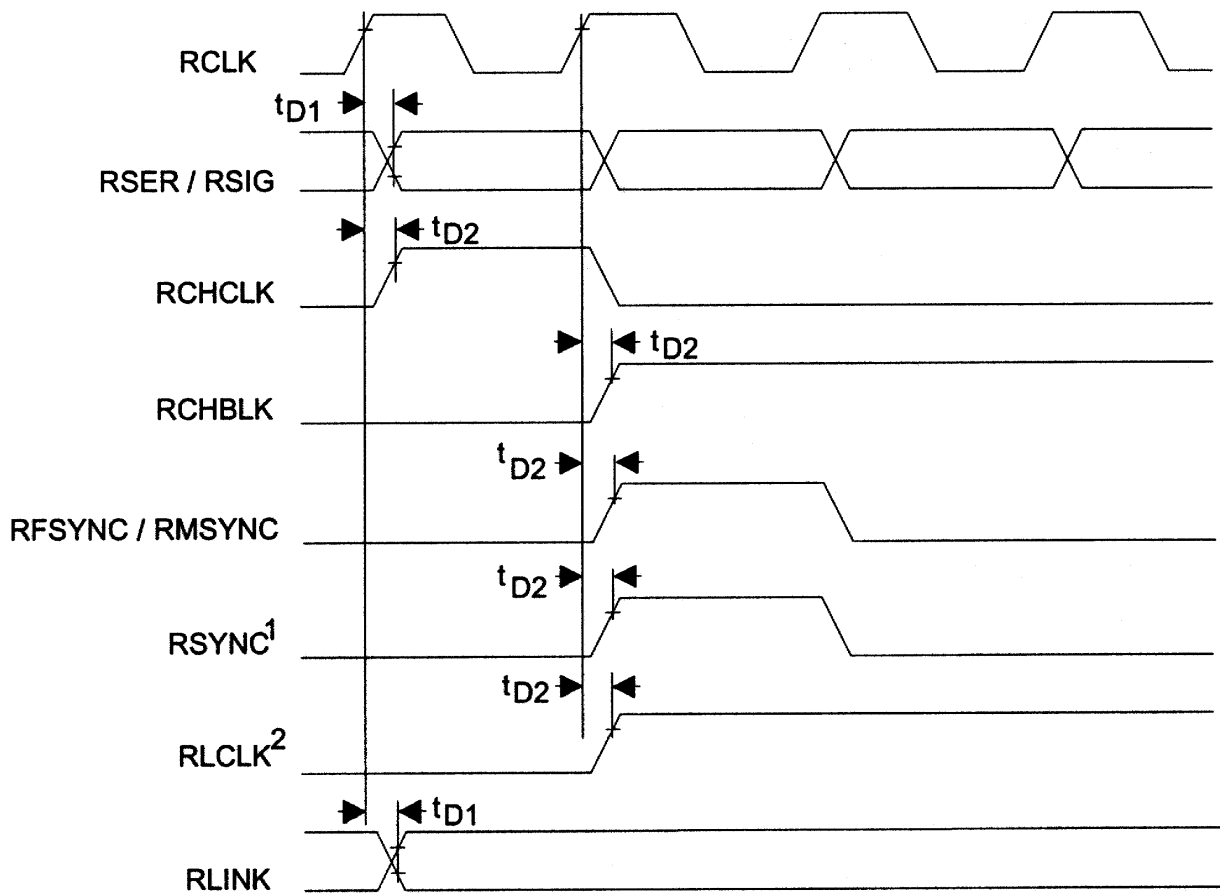 RCLK
tD1
RSER / RSIG
tD2
RCHCLK
tD2
RCHBLK
tD2
RFSYNC / RMSYNC
tD2
RSYNC1
tD2
RLCLK2
tD1
RLINK